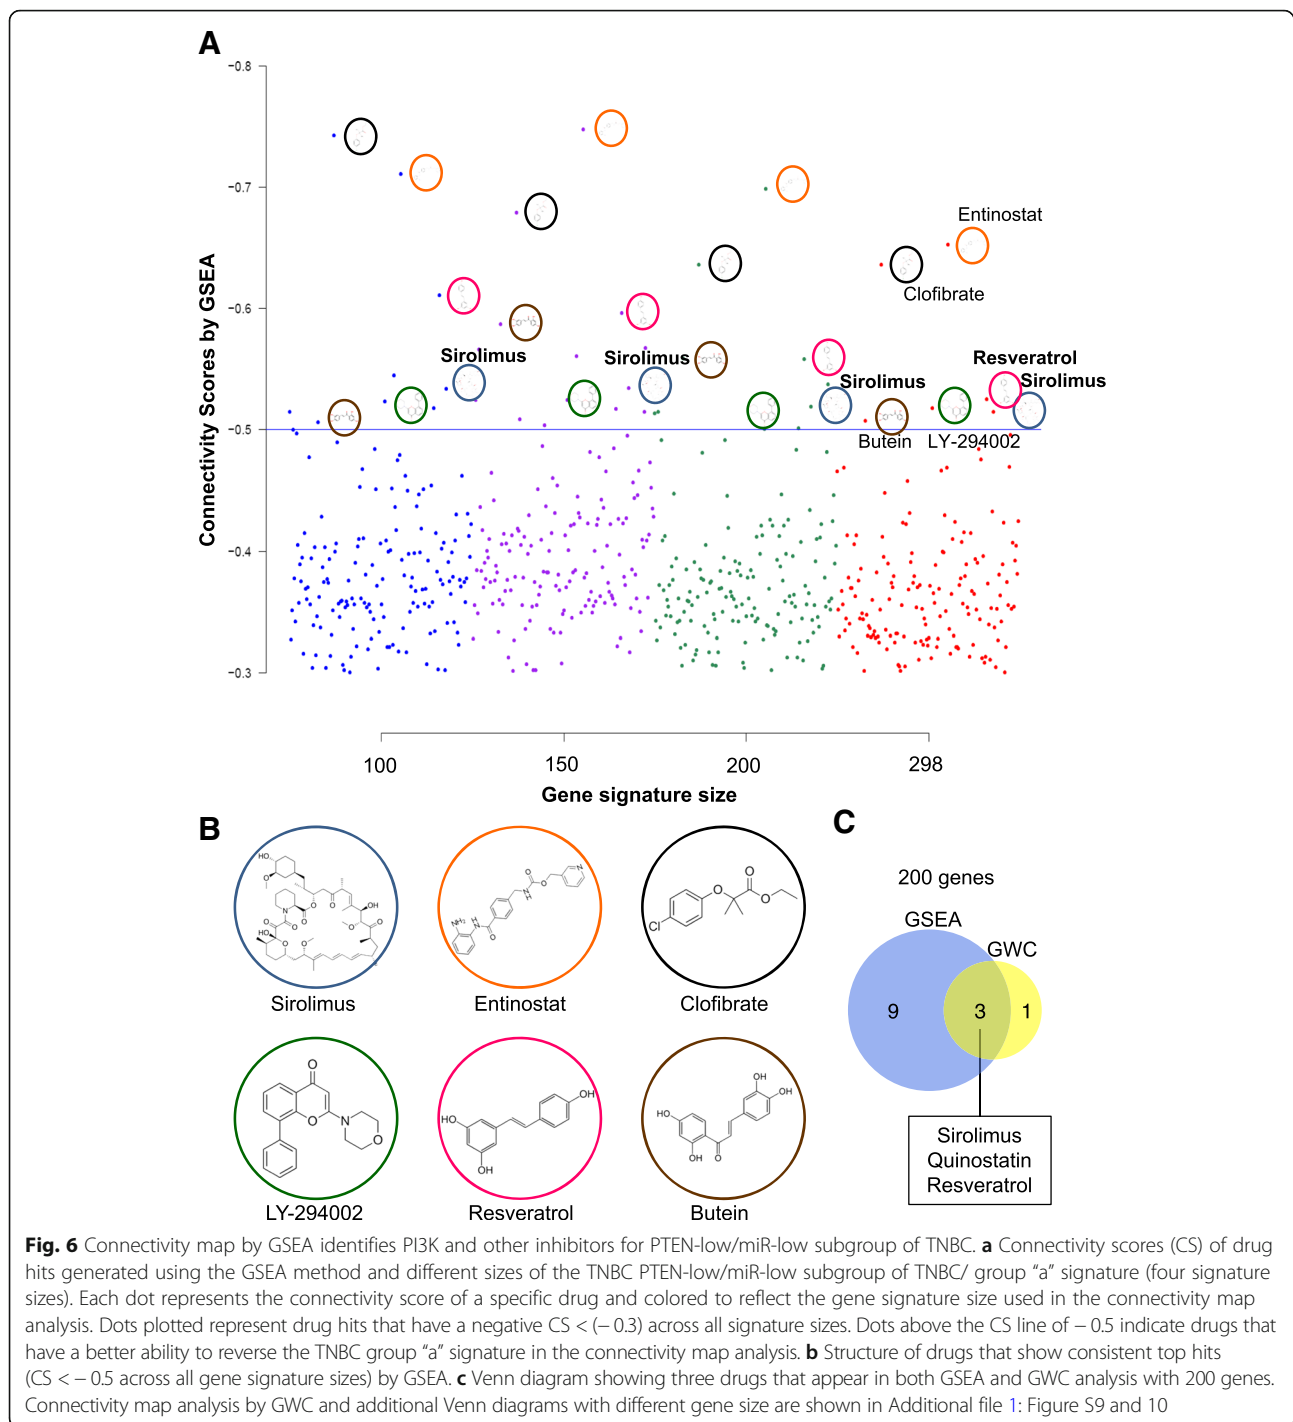 A
−0.8
−0.7
−0.6
−0.5
−0.4
−0.3
Connectivity Scores by GSEA
Entinostat
Clofibrate
Sirolimus
Sirolimus
Sirolimus
Resveratrol
Sirolimus
Butein
LY-294002
100
150
200
298
Gene signature size
B
Sirolimus
Entinostat
Clofibrate
LY-294002
Resveratrol
Butein
C
200 genes
GSEA
GWC
9
3
1
Sirolimus
Quinostatin
Resveratrol
Fig. 6 Connectivity map by GSEA identifies PI3K and other inhibitors for PTEN-low/miR-low subgroup of TNBC. a Connectivity scores (CS) of drug
hits generated using the GSEA method and different sizes of the TNBC PTEN-low/miR-low subgroup of TNBC/ group “a” signature (four signature
sizes). Each dot represents the connectivity score of a specific drug and colored to reflect the gene signature size used in the connectivity map
analysis. Dots plotted represent drug hits that have a negative CS < (− 0.3) across all signature sizes. Dots above the CS line of − 0.5 indicate drugs that
have a better ability to reverse the TNBC group “a” signature in the connectivity map analysis. b Structure of drugs that show consistent top hits
(CS < − 0.5 across all gene signature sizes) by GSEA. c Venn diagram showing three drugs that appear in both GSEA and GWC analysis with 200 genes.
Connectivity map analysis by GWC and additional Venn diagrams with different gene size are shown in Additional file 1: Figure S9 and 10